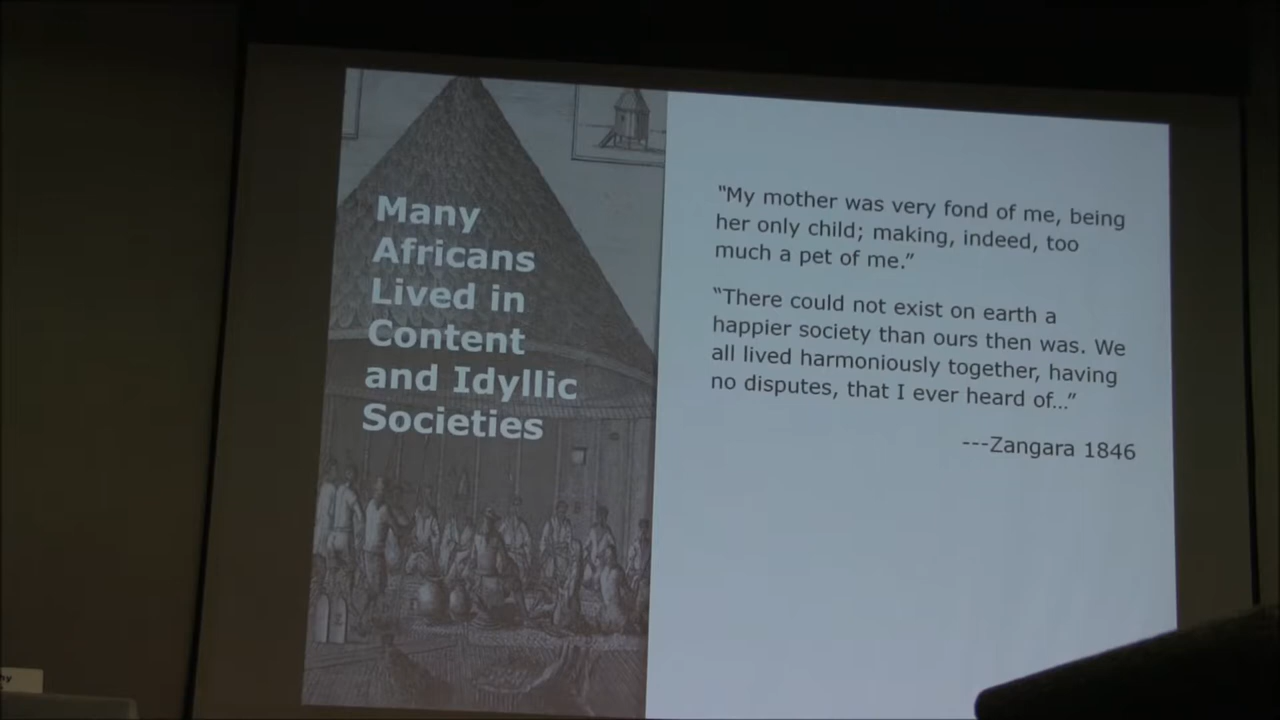 Many
Africans
Lived in
Content
and Idyllic
Societies
“My mother was very fond of me, being
her only child; making, indeed, too
much a pet of me.”
“There could not exist on earth a
happier society than ours then was. We
all lived harmoniously together, having
no disputes, that I ever heard of…”
---Zangara 1846